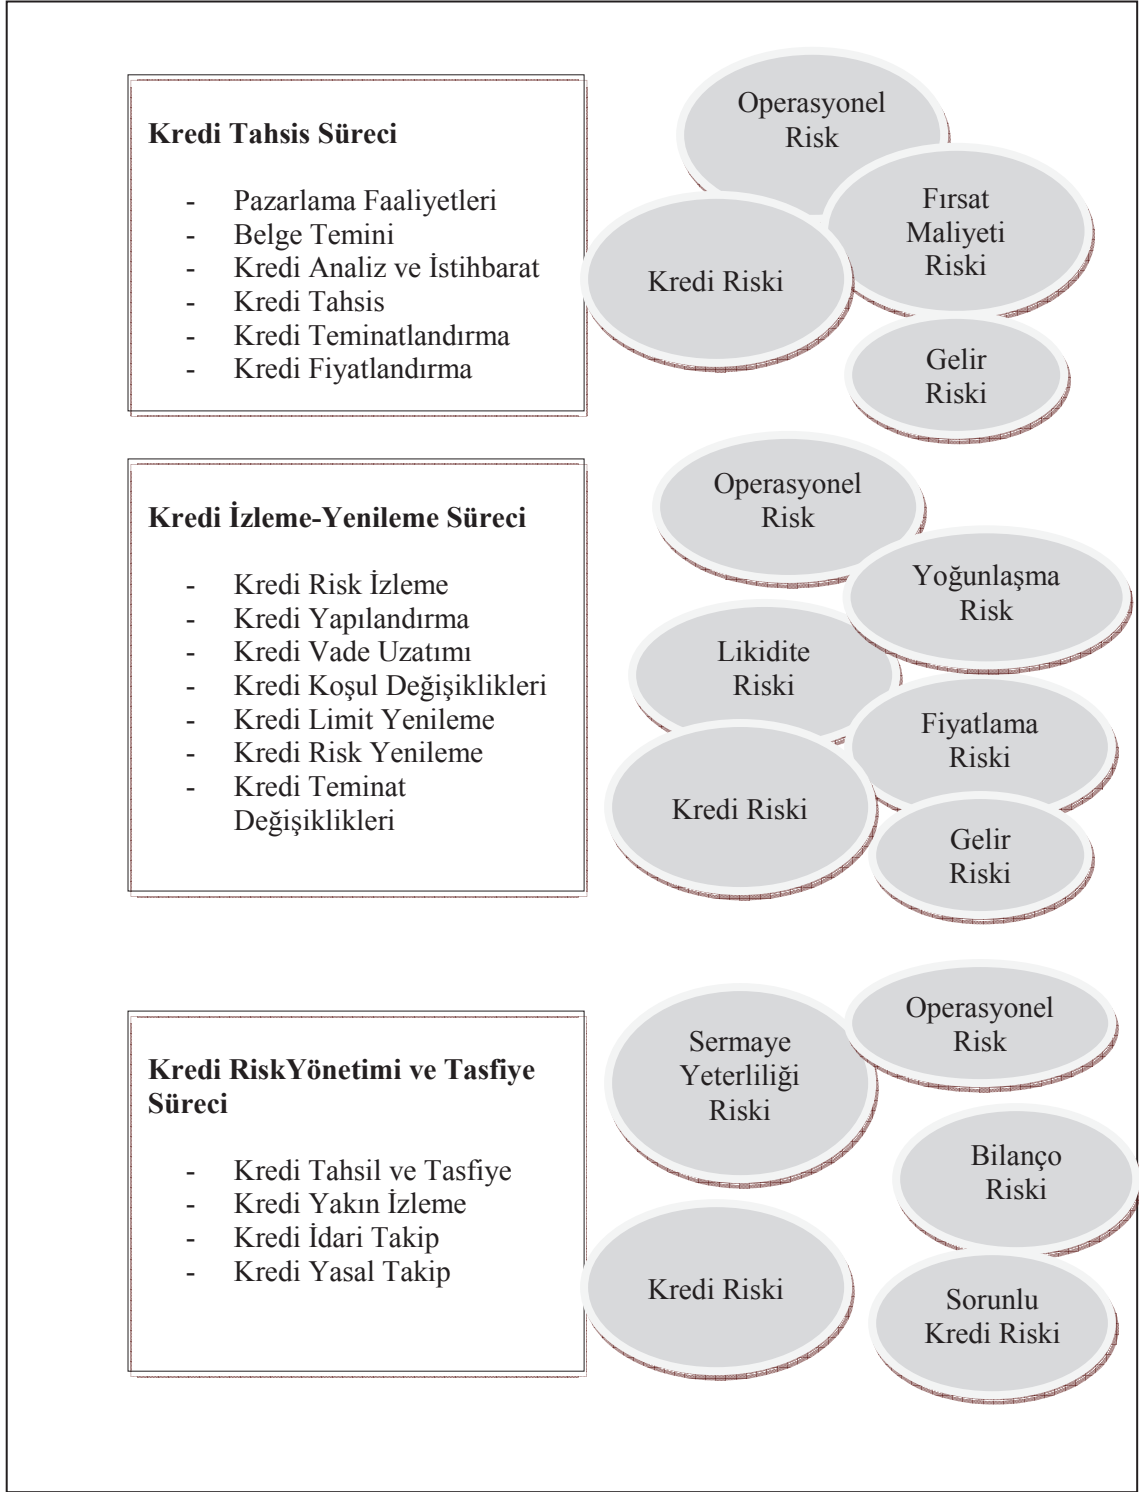 Kredi Tahsis Süreci
- Pazarlama Faaliyetleri
- Belge Temini
- Kredi Analiz ve İstihbarat
- Kredi Tahsis
- Kredi Teminatlandırma
- Kredi Fiyatlandırma
Operasyonel
Risk
Fırsat
Maliyeti
Riski
Kredi Riski
Gelir
Riski
Kredi İzleme-Yenileme Süreci
- Kredi Risk İzleme
- Kredi Yapılandırma
- Kredi Vade Uzatımı
- Kredi Koşul Değişiklikleri
- Kredi Limit Yenileme
- Kredi Risk Yenileme
- Kredi Teminat
Değişiklikleri
Operasyonel
Risk
Yoğunlaşma
Risk
Likidite
Riski
Fiyatlama
Riski
Kredi Riski
Gelir
Riski
Kredi RiskYönetimi ve Tasfiye
Süreci
- Kredi Tahsil ve Tasfiye
- Kredi Yakın İzleme
- Kredi İdari Takip
- Kredi Yasal Takip
Operasyonel
Risk
Sermaye
Yeterliliği
Riski
Bilanço
Riski
Kredi Riski
Sorunlu
Kredi Riski